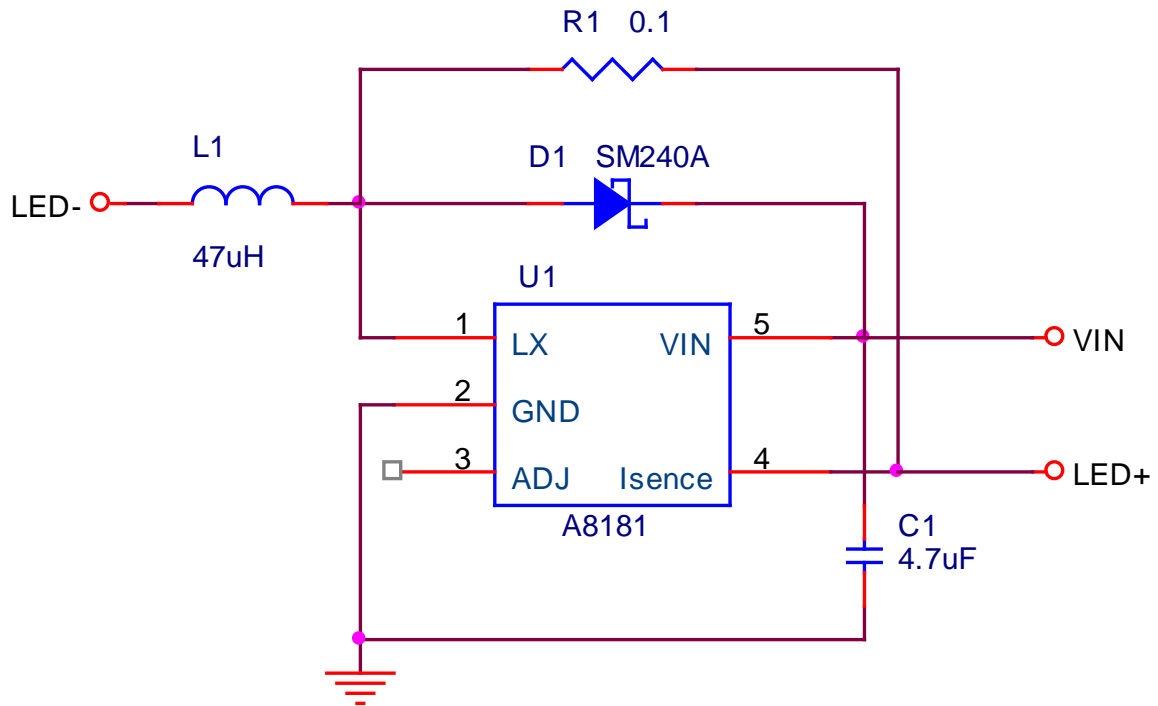 R1 0.1
L1
D1 SM240A
LED-
47uH
U1
1 LX VIN 5
VIN
2 GND
3 ADJ Isence 4
LED+
A8181
C1
4.7uF